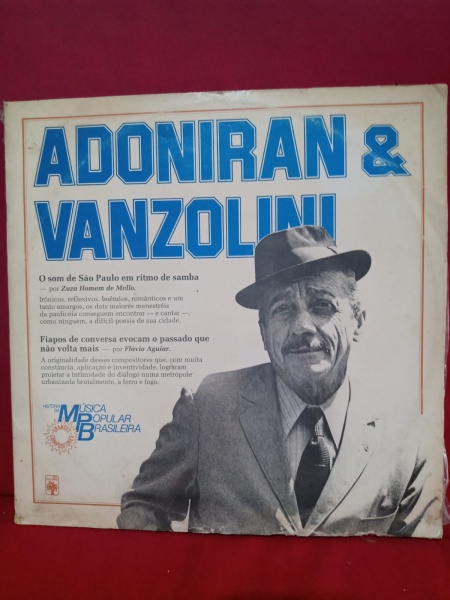 ADONIRAN &
VANZOLINI
O som de São Paulo em ritmo de samba
— por Zuza Homem de Mello.
Irônicos, reflexivos, boêmios, românticos e um
tanto amargos, os dois maiores menestréis
da paulicéia conseguem encontrar — e cantar —,
como ninguém, a difícil poesia de sua cidade.
Fiapos de conversa evocam o passado que
não volta mais — por Flávio Aguiar.
A originalidade desses compositores que, com muita
constância, aplicação e inventividade, lograram
projetar a intimidade do diálogo numa metrópole
urbanizada brutalmente, a ferro e fogo.
HISTÓRIA DA
MÚSICA
POPULAR
BRASILEIRA